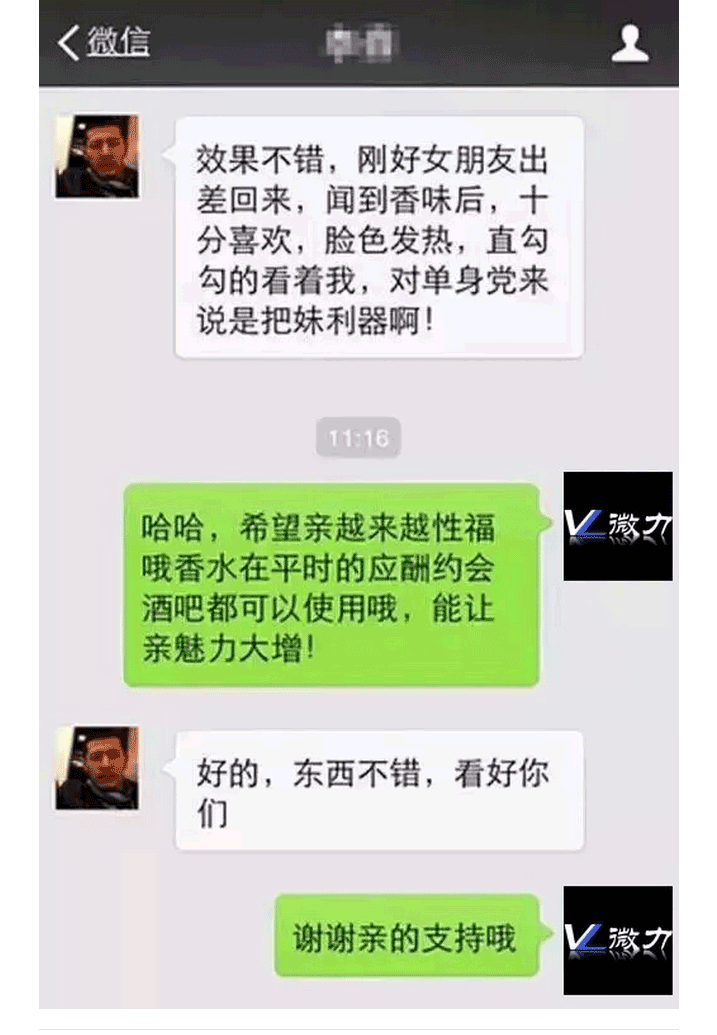 微信
效果不错，刚好女朋友出
差回来，闻到香味后，十
分喜欢，脸色发热，直勾
勾的看着我，对单身党来
说是把妹利器啊！
11:16
哈哈，希望亲越来越性福
哦香水在平时的应酬约会
酒吧都可以使用哦，能让
亲魅力大增！
VL微力
好的，东西不错，看好你
们
谢谢亲的支持哦
VL微力